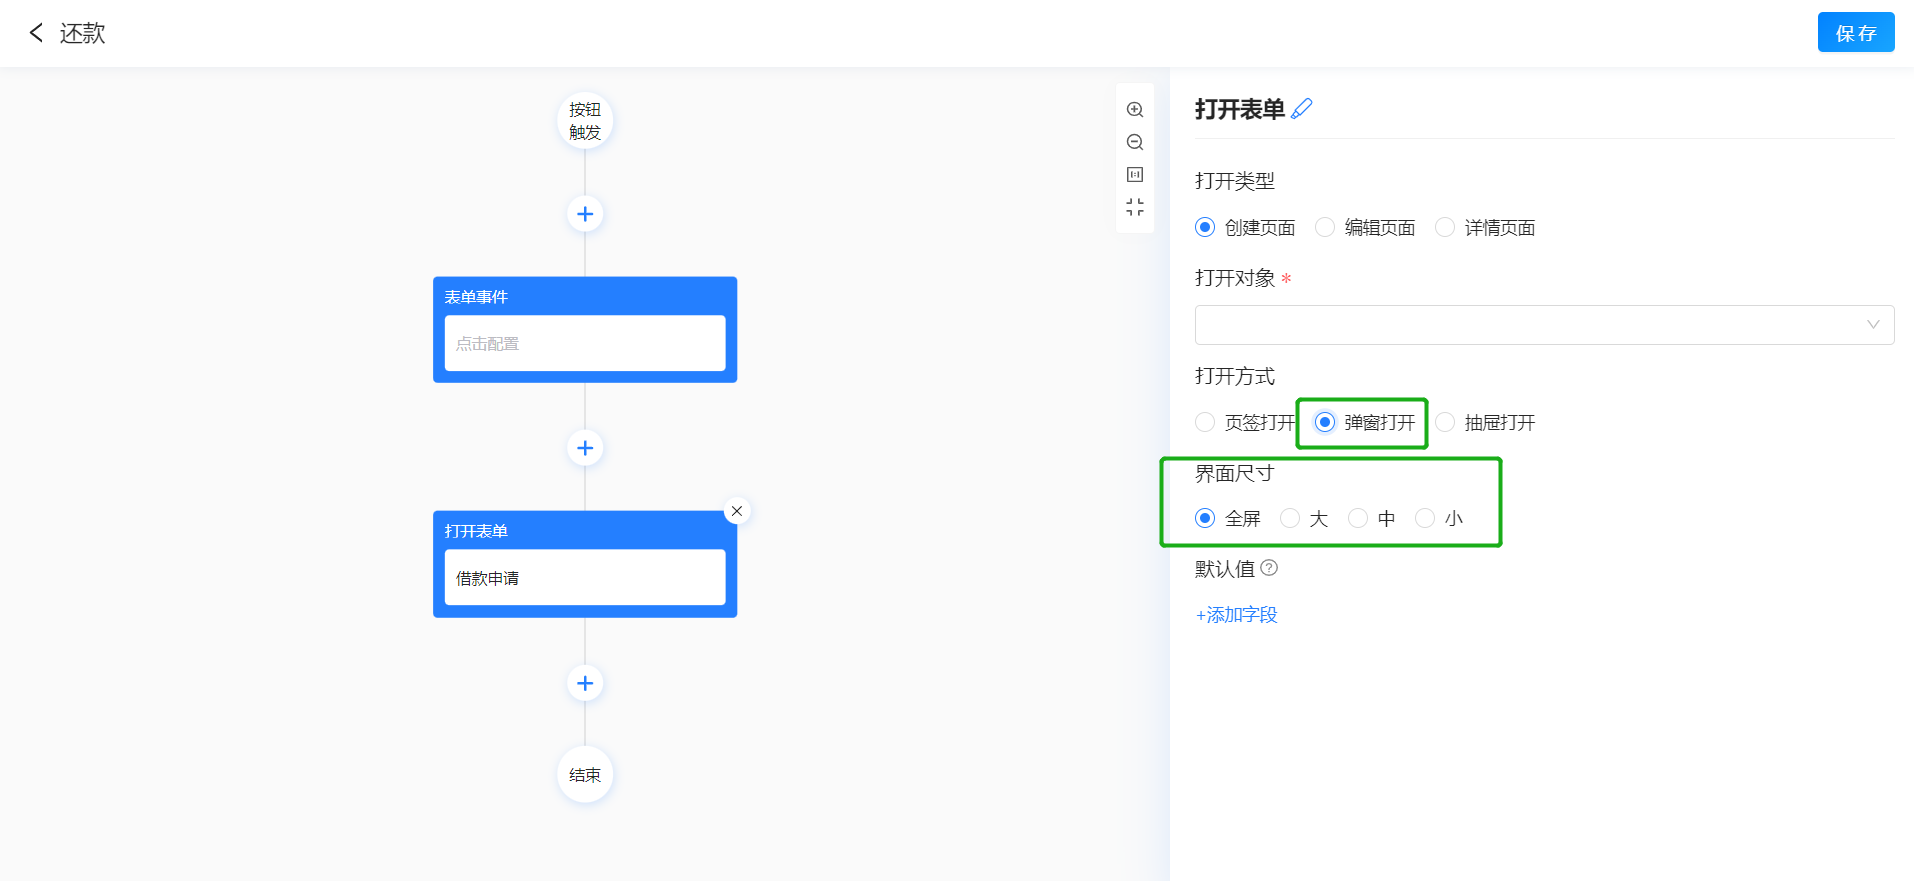 还款
保存
按钮
触发
表单事件
点击配置
打开表单
借款申请
结束
打开表单
打开类型
创建页面 编辑页面 详情页面
打开对象 *
打开方式
页签打开 弹窗打开 抽屉打开
界面尺寸
全屏 大 中 小
默认值 ?
+添加字段